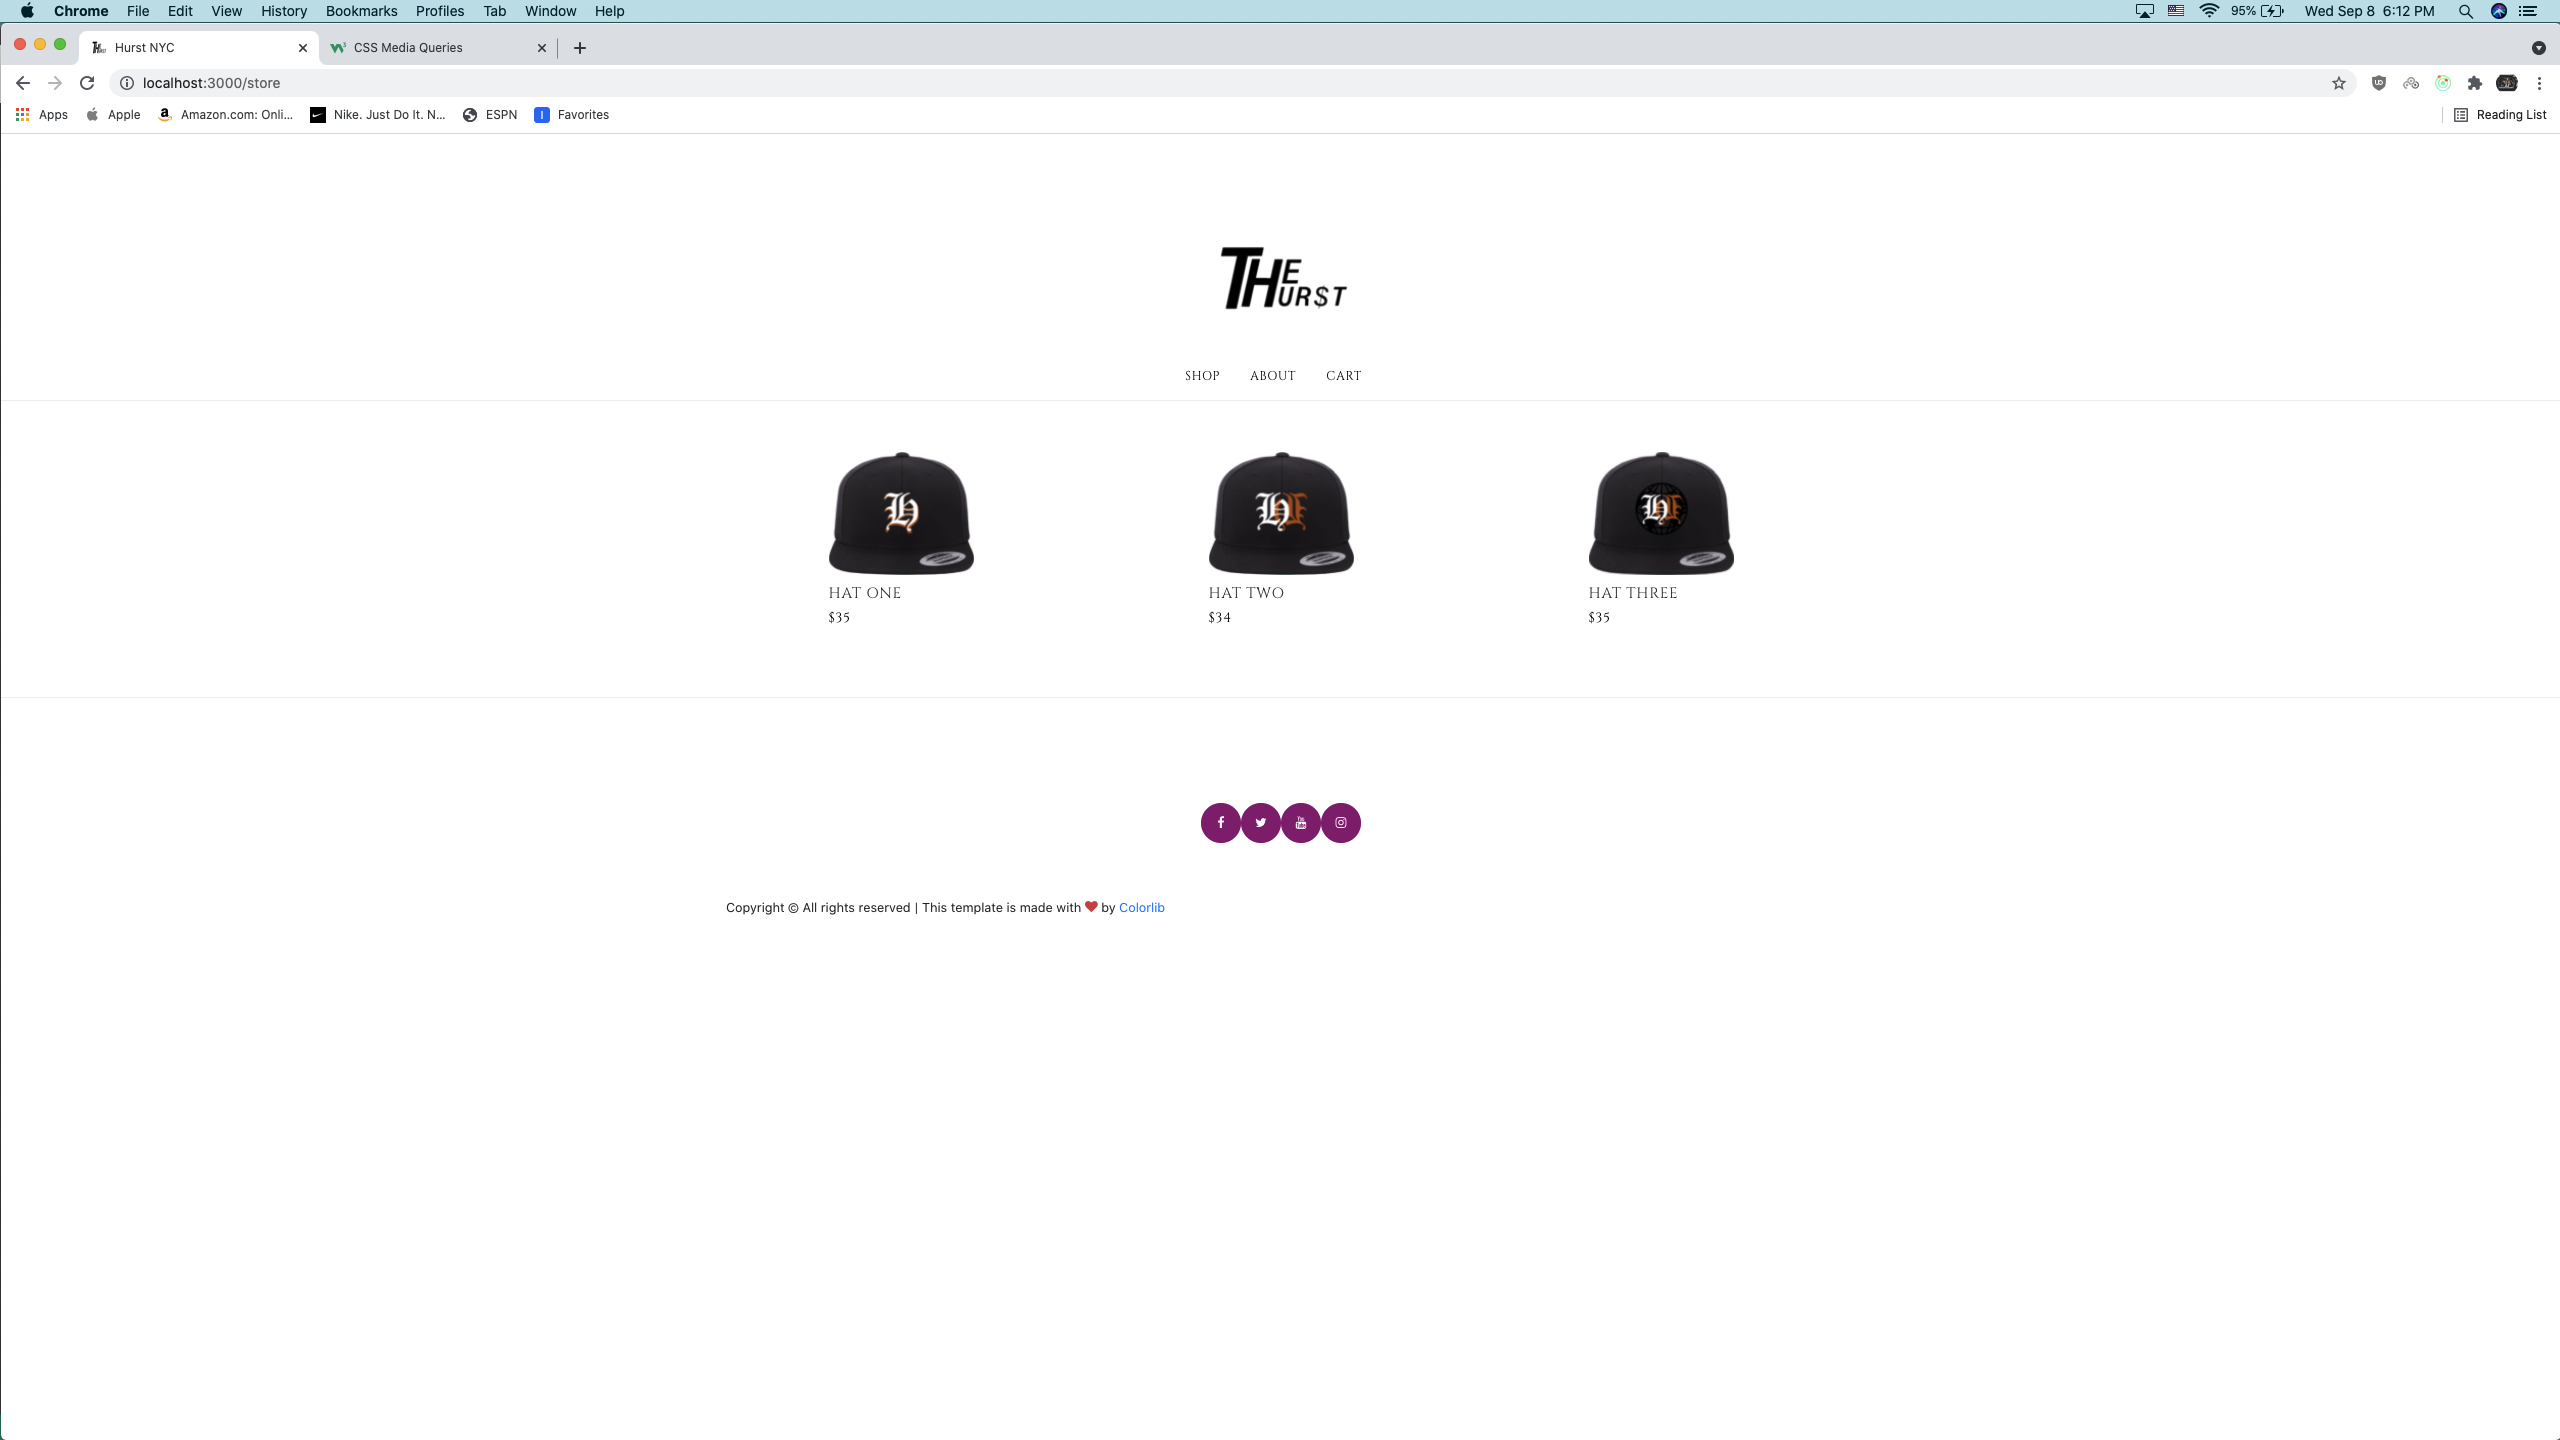 Chrome File Edit View History Bookmarks Profiles Tab Window Help 95% Wed Sep 8 6:12 PM
Hurst NYC CSS Media Queries
localhost:3000/store
Apps Apple Amazon.com: Onli... Nike. Just Do It. N... ESPN Favorites Reading List
THE
HUR$T
SHOP ABOUT CART
HAT ONE HAT TWO HAT THREE
$35 $34 $35
Copyright © All rights reserved | This template is made with ❤ by Colorlib